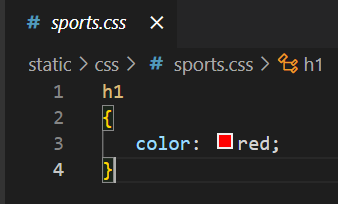 # sports.css ×
static > css > # sports.css > h1
1 h1
2 {
3 color: red;
4 }